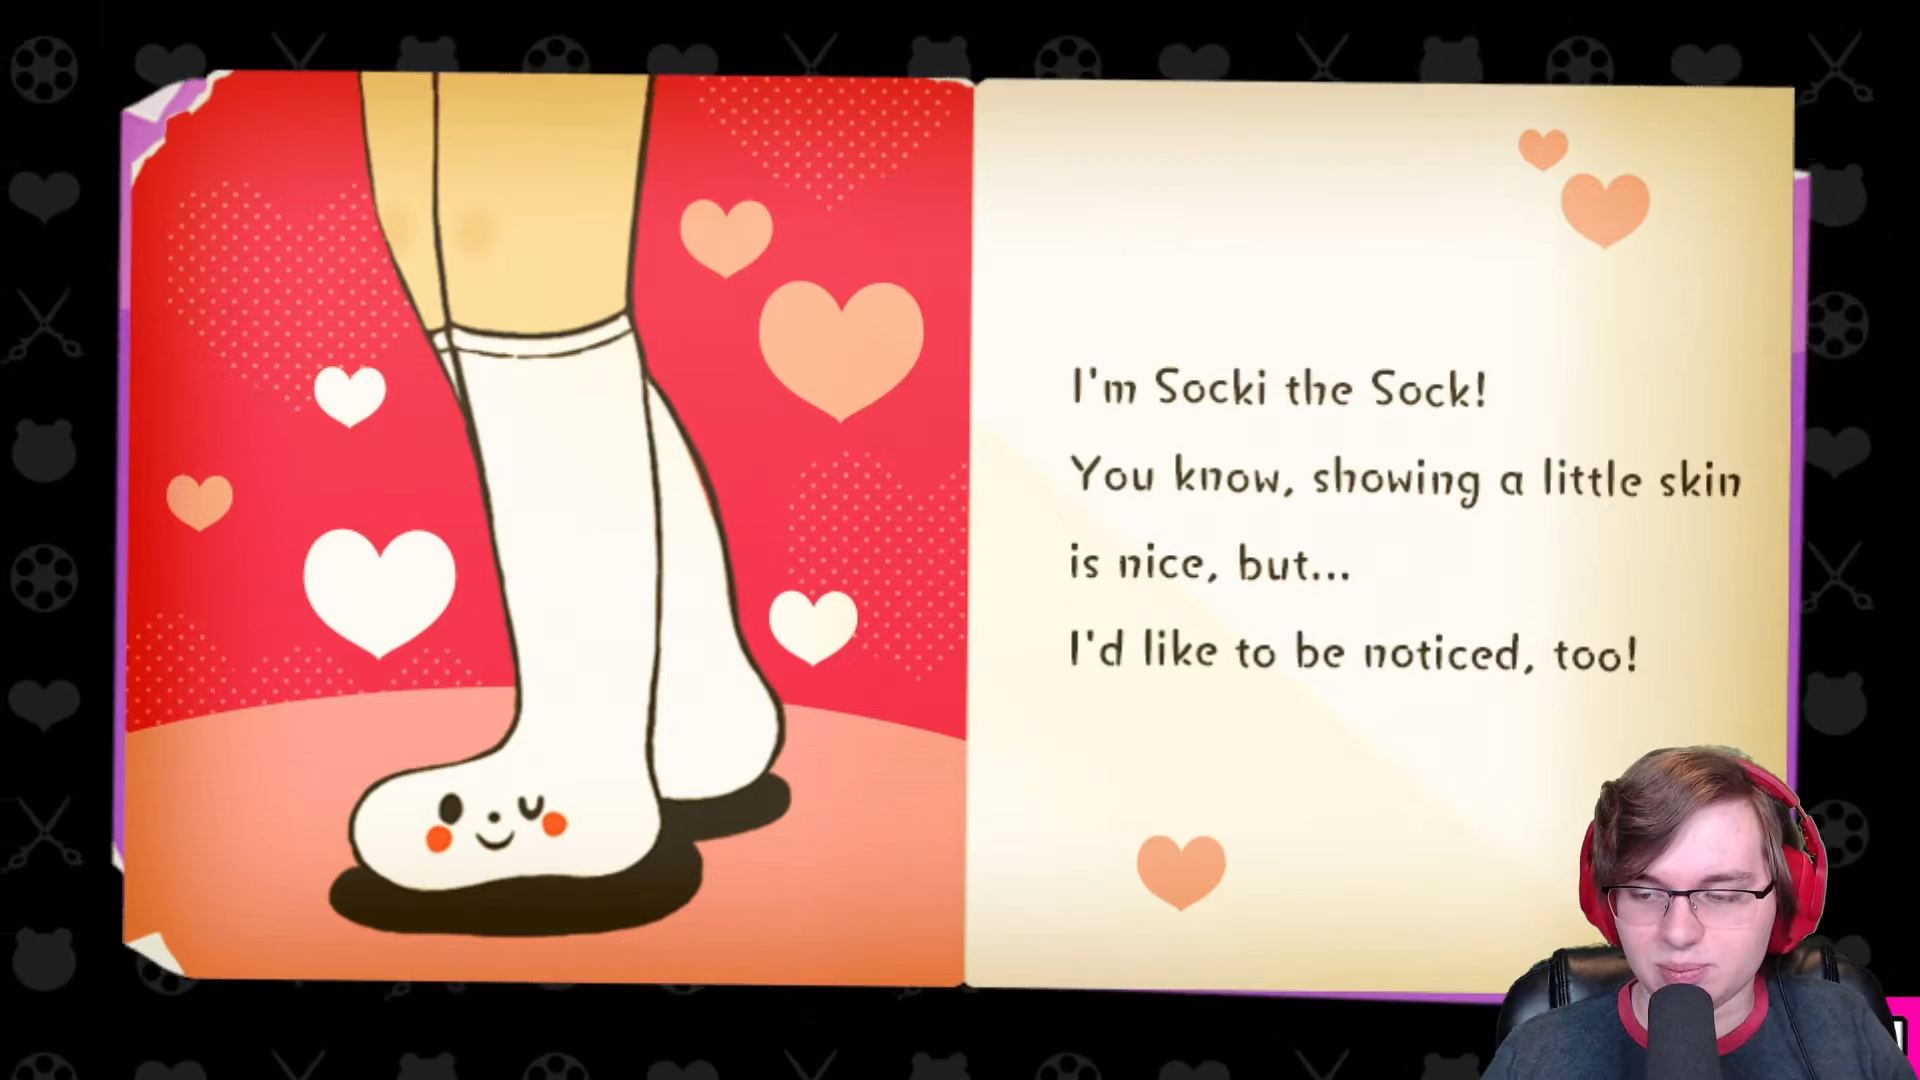 I'm Socki the Sock!
You know, showing a little skin
is nice, but...
I'd like to be noticed, too!